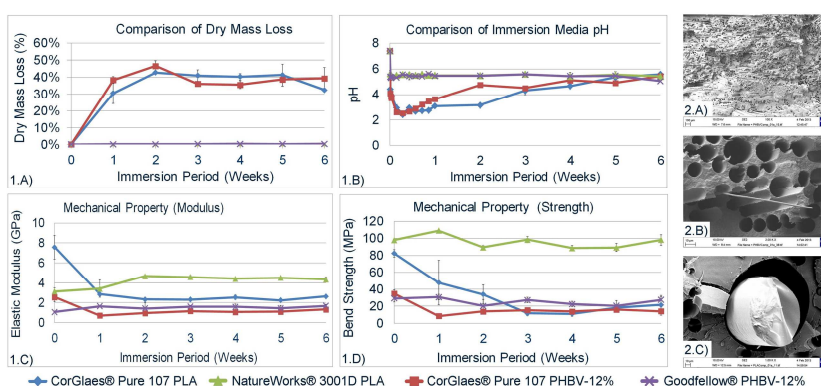 Comparison of Dry Mass Loss
Dry Mass Loss (%)
60%
50%
40%
30%
20%
10%
0%
0 1 2 3 4 5 6
Immersion Period (Weeks)
1.A)
Comparison of Immersion Media pH
pH
8
6
4
2
0
0 1 2 3 4 5 6
Immersion Period (Weeks)
1.B)
2.A)
2.B)
2.C)
Mechanical Property (Modulus)
Elastic Modulus (GPa)
10
8
6
4
2
0
0 1 2 3 4 5 6
Immersion Period (Weeks)
1.C)
Mechanical Property (Strength)
Bend Strength (MPa)
120
100
80
60
40
20
0
0 1 2 3 4 5 6
Immersion Period (Weeks)
1.D)
CorGlaes® Pure 107 PLA NatureWorks® 3001D PLA CorGlaes® Pure 107 PHBV-12% Goodfellow® PHBV-12%